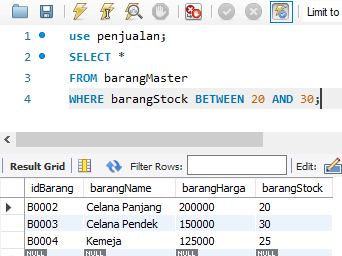 Limit to
1 use penjualan;
2 SELECT *
3 FROM barangMaster
4 WHERE barangStock BETWEEN 20 AND 30;
Result Grid Filter Rows: Edit:
idBarang barangName barangHarga barangStock
B0002 Celana Panjang 200000 20
B0003 Celana Pendek 150000 30
B0004 Kemeja 125000 25
NULL NULL NULL NULL